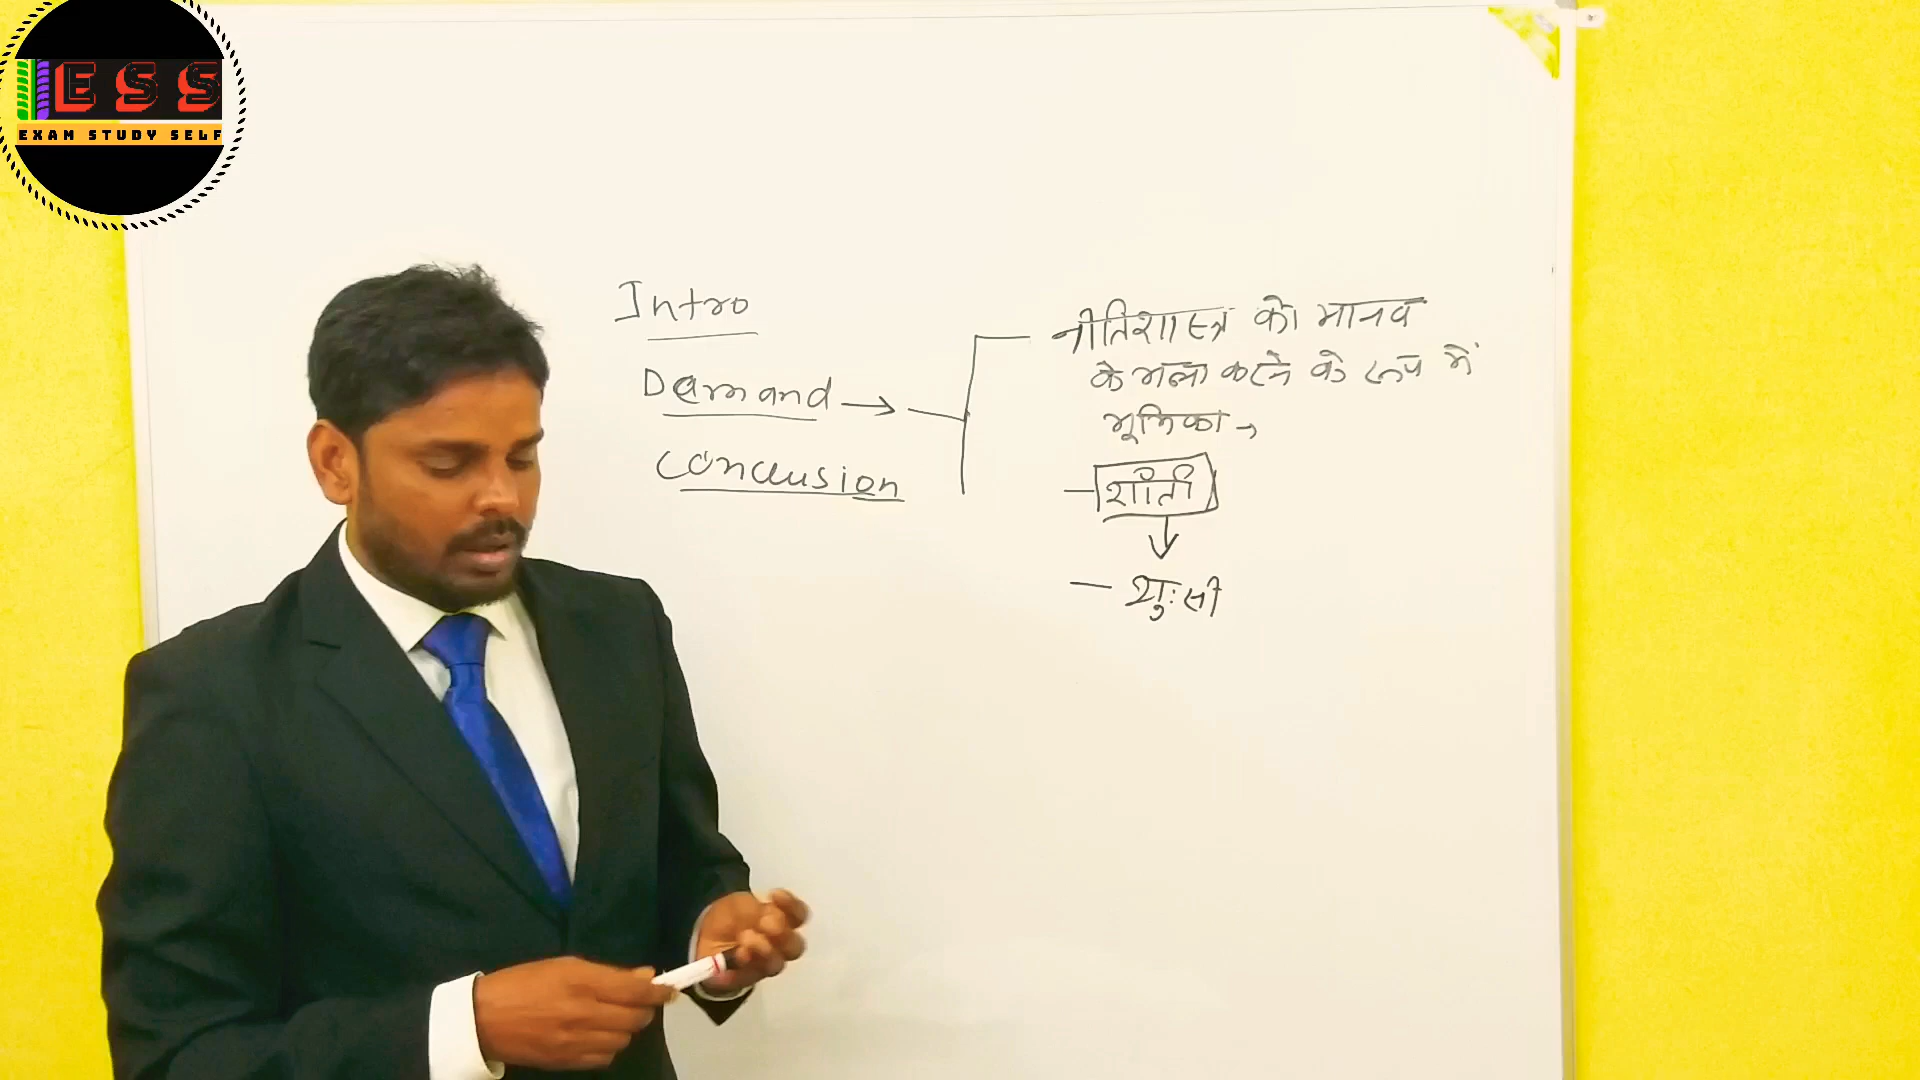 ESS
EXAM STUDY SELF
Intro
Demand →
Conclusion
नीतिशास्त्र की मानव
के भला करने के रूप में
भूमिका →
- शांती
-